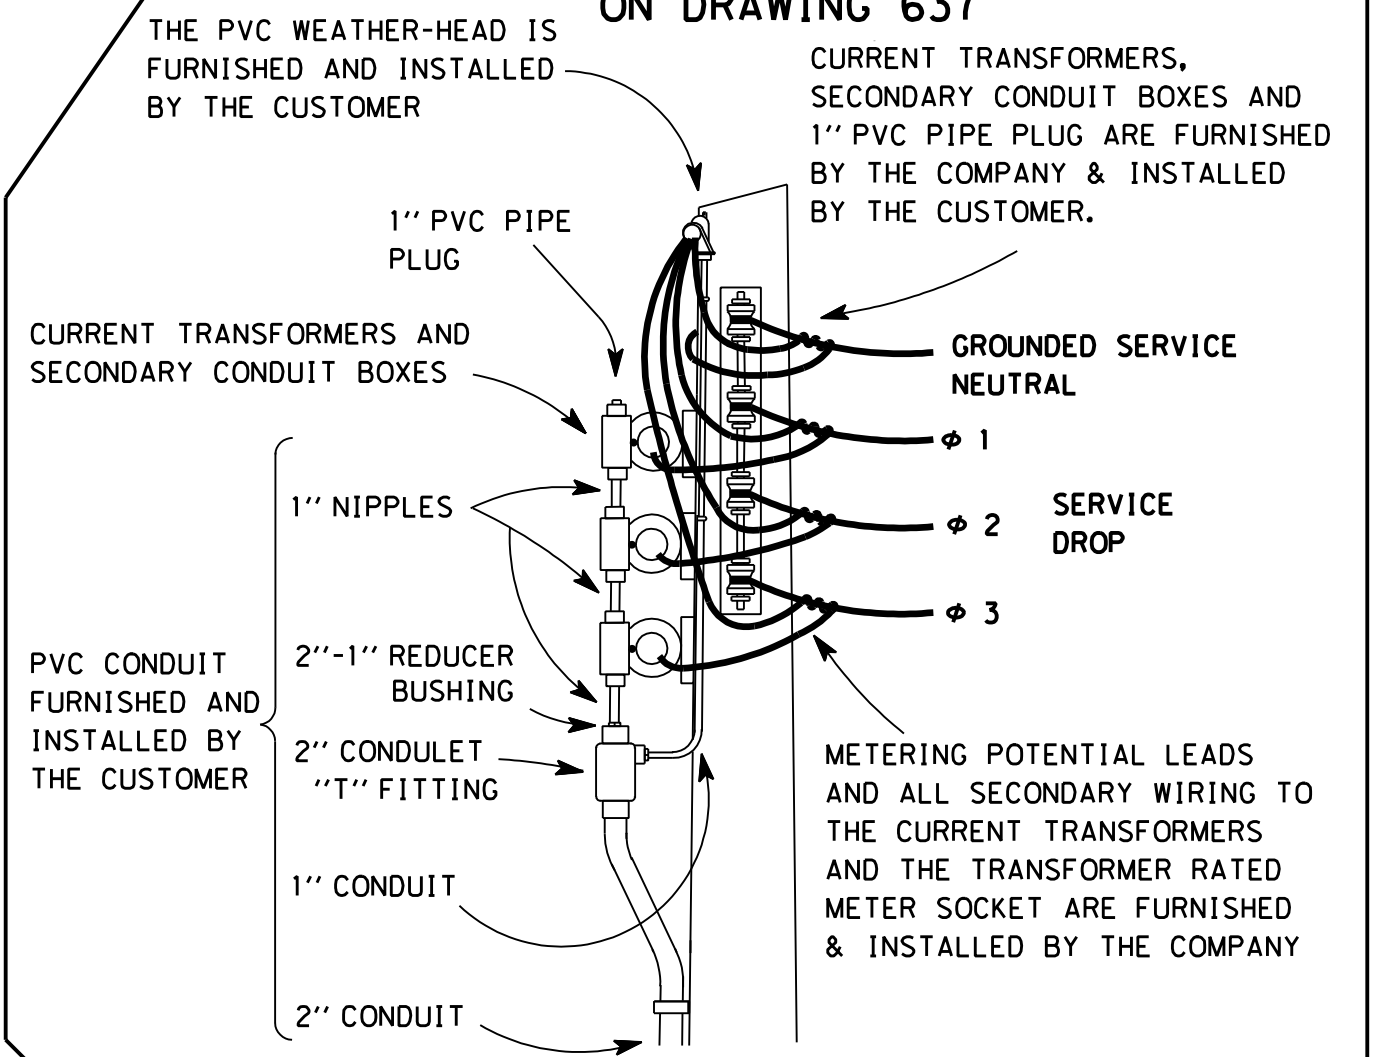 ON DRAWING 637
THE PVC WEATHER-HEAD IS
FURNISHED AND INSTALLED
BY THE CUSTOMER
CURRENT TRANSFORMERS,
SECONDARY CONDUIT BOXES AND
1'' PVC PIPE PLUG ARE FURNISHED
BY THE COMPANY & INSTALLED
BY THE CUSTOMER.
1'' PVC PIPE
PLUG
CURRENT TRANSFORMERS AND
SECONDARY CONDUIT BOXES
GROUNDED SERVICE
NEUTRAL
ϕ 1
1'' NIPPLES
ϕ 2
SERVICE
DROP
ϕ 3
2''-1'' REDUCER
BUSHING
PVC CONDUIT
FURNISHED AND
INSTALLED BY
THE CUSTOMER
2'' CONDULET
''T'' FITTING
METERING POTENTIAL LEADS
AND ALL SECONDARY WIRING TO
THE CURRENT TRANSFORMERS
AND THE TRANSFORMER RATED
METER SOCKET ARE FURNISHED
& INSTALLED BY THE COMPANY
1'' CONDUIT
2'' CONDUIT